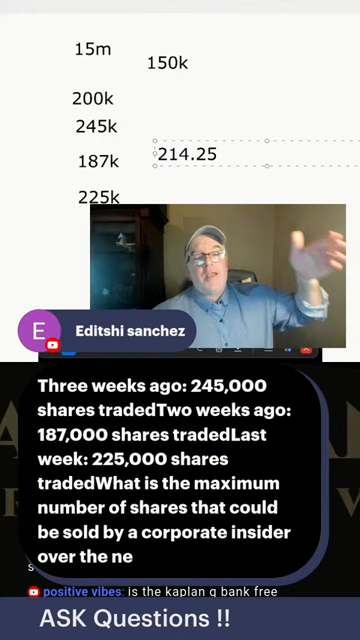 15m
150k
200k
245k
214.25
187k
225k
E
Editshi sanchez
Three weeks ago: 245,000
shares tradedTwo weeks ago:
187,000 shares tradedLast
week: 225,000 shares
tradedWhat is the maximum
number of shares that could
be sold by a corporate insider
over the ne
s
positive vibes: is the kaplan q bank free
ASK Questions !!